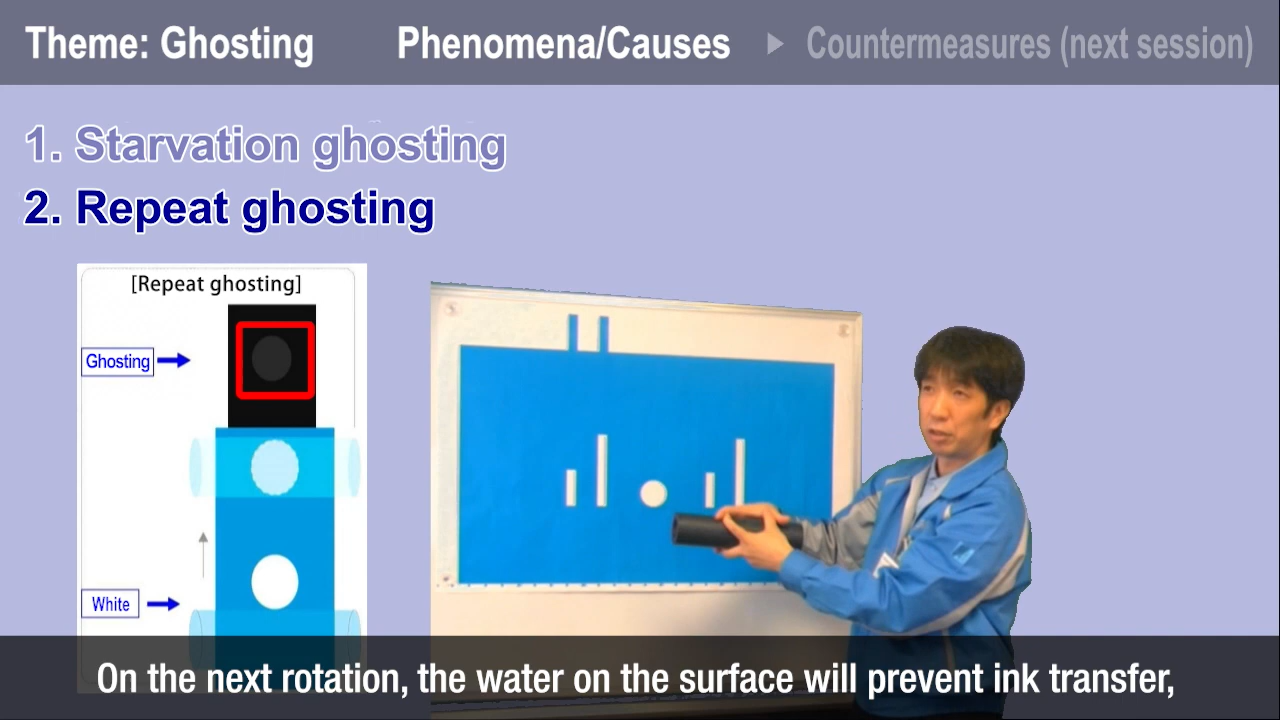 Theme: Ghosting
Phenomena/Causes ▶ Countermeasures (next session)
1. Starvation ghosting
2. Repeat ghosting
[Repeat ghosting]
Ghosting
White
On the next rotation, the water on the surface will prevent ink transfer,